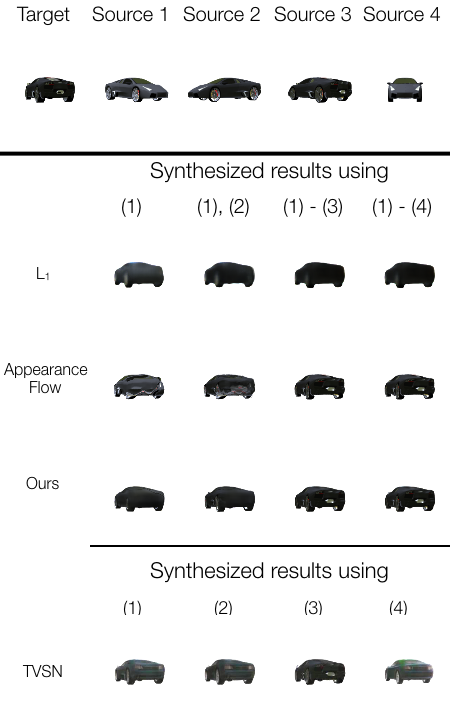 Target Source 1 Source 2 Source 3 Source 4
Synthesized results using
(1) (1), (2) (1) - (3) (1) - (4)
L₁
Appearance
Flow
Ours
Synthesized results using
(1) (2) (3) (4)
TVSN